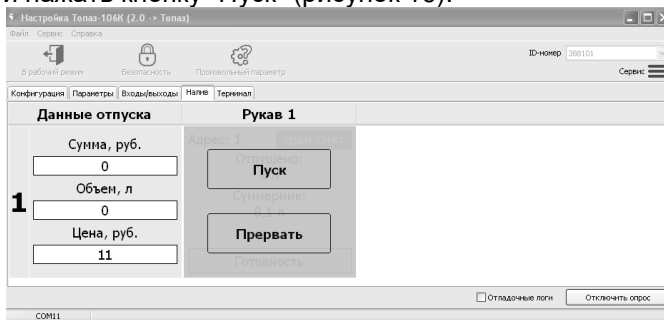 и нажать кнопку "Пуск" (рисунок 10).
Настройка Топаз-106К (2.0 -> Топаз)
Файл Сервис Справка
В рабочий режим Безопасность Произвольный параметр
ID-номер 388101
Сервис
Конфигурация Параметры Входы/выходы Налив Терминал
Данные отпуска Рукав 1
Сумма, руб.
0
Объем, л
0
Цена, руб.
11
1
Адрес: 1
Отпущено:
Пуск
Суммарник:
8,1 л
Прервать
Готовность
Отладочные логи Отключить опрос
COM11